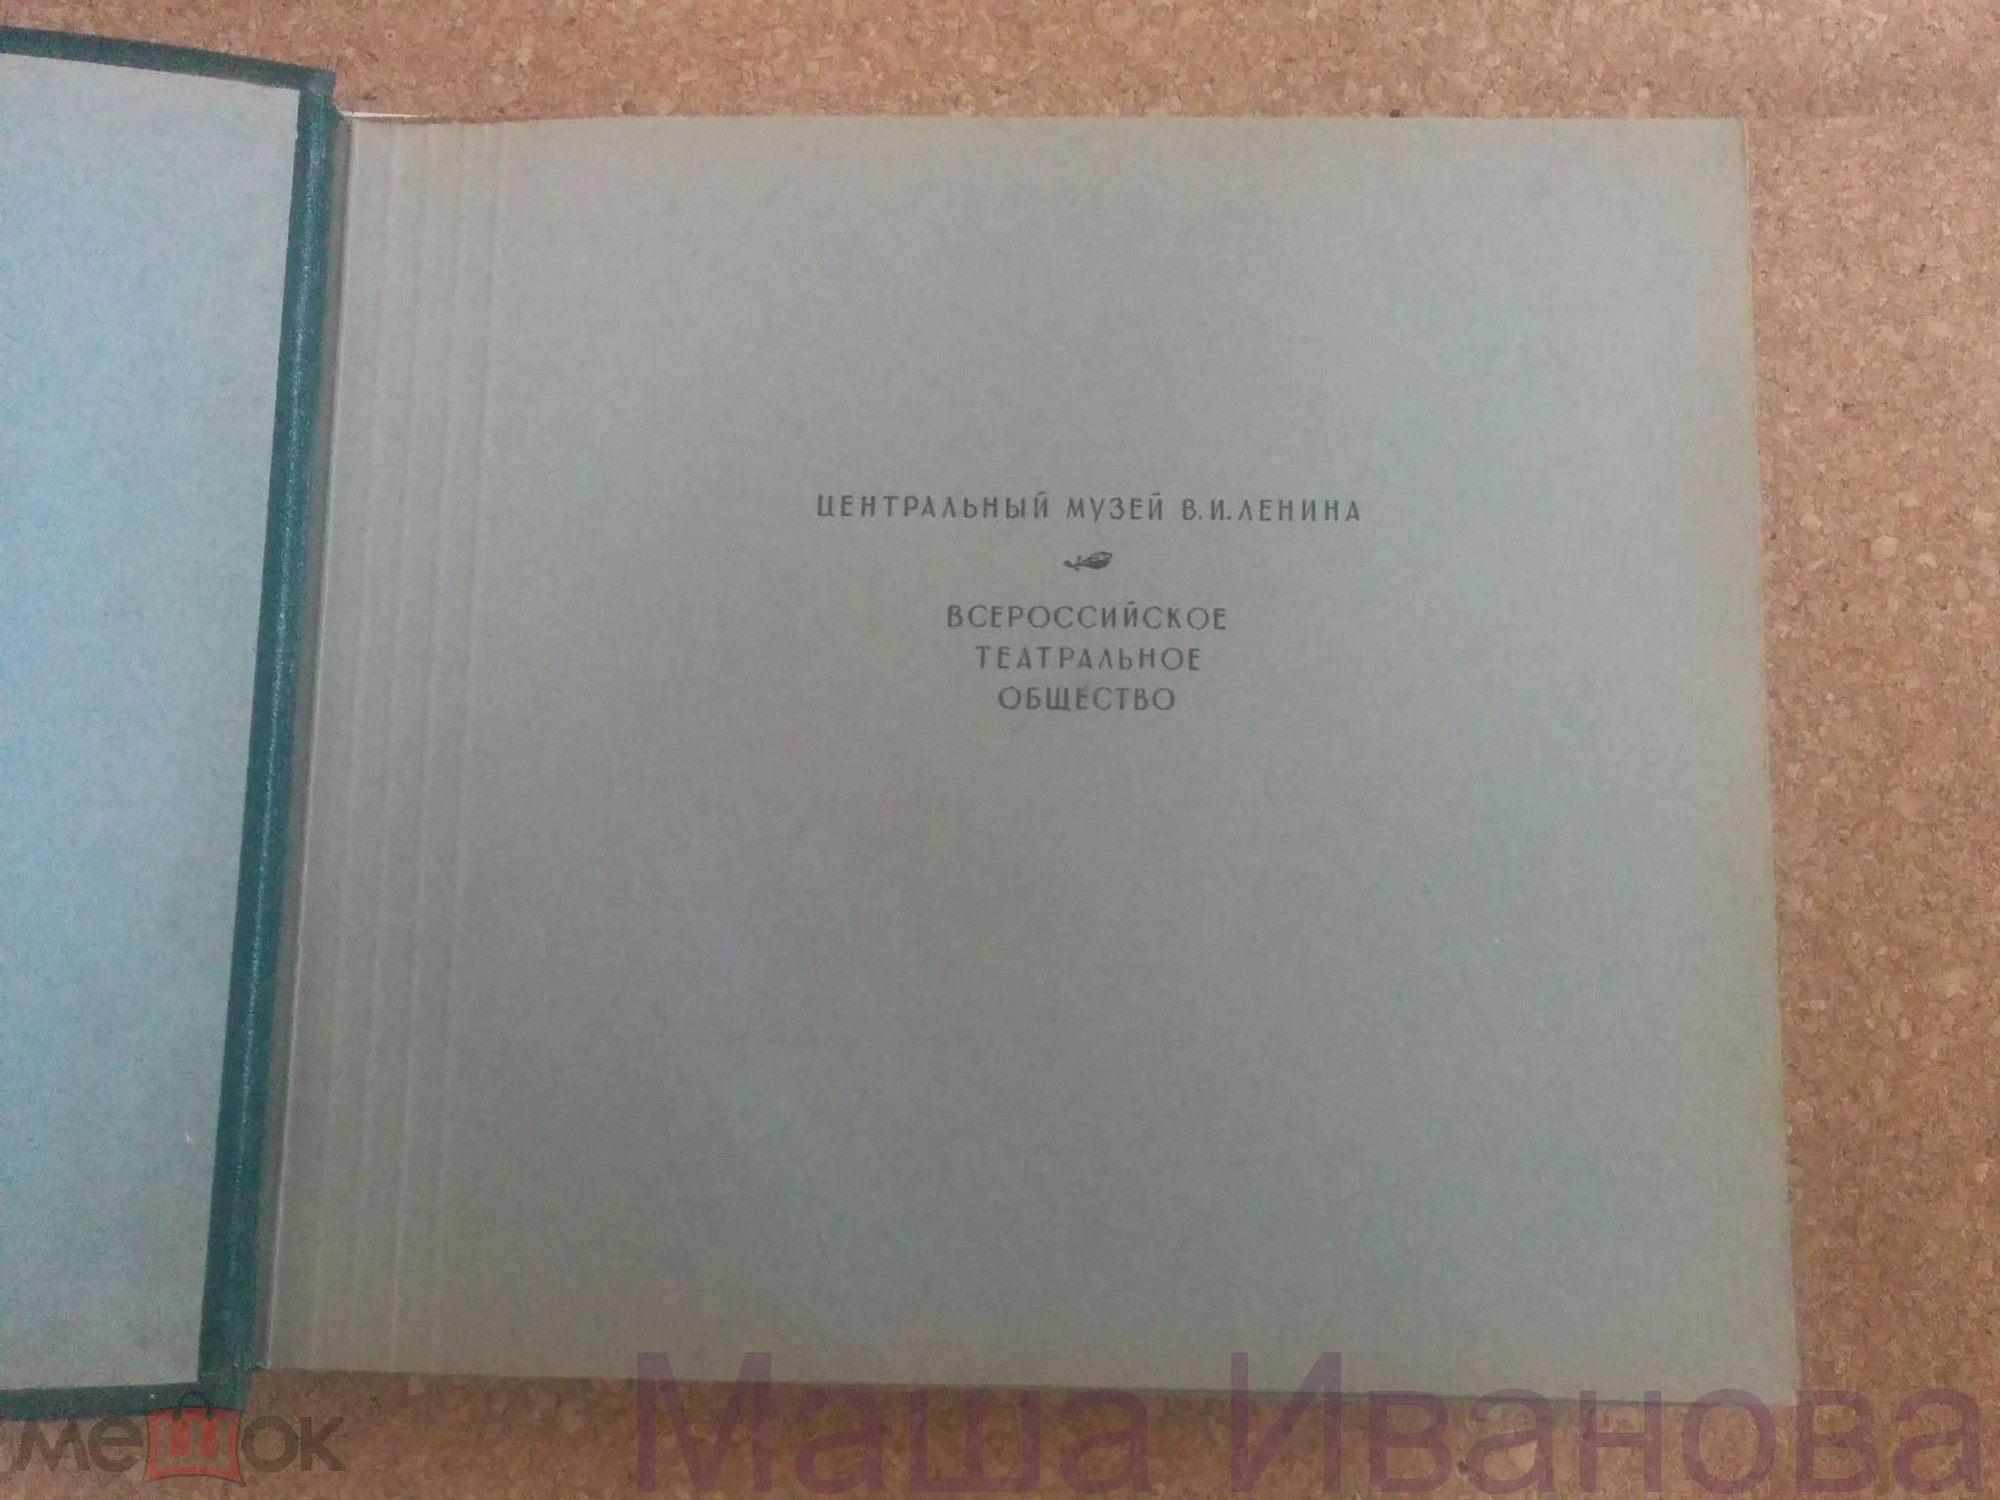 ЦЕНТРАЛЬНЫЙ МУЗЕЙ В.И.ЛЕНИНА
ВСЕРОССИЙСКОЕ
ТЕАТРАЛЬНОЕ
ОБЩЕСТВО
Маша Иванова
мешок